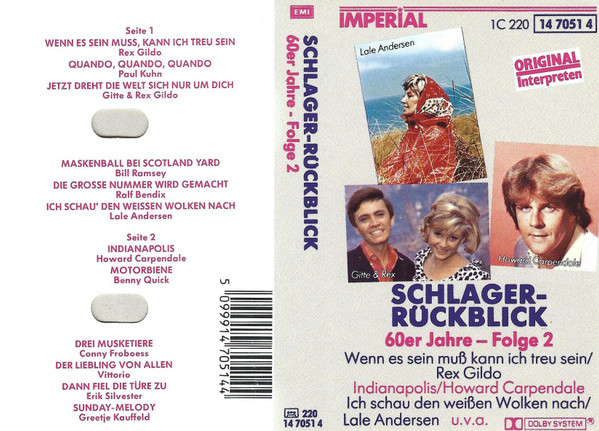 Seite 1
WENN ES SEIN MUSS, KANN ICH TREU SEIN
Rex Gildo
QUANDO, QUANDO, QUANDO
Paul Kuhn
JETZT DREHT DIE WELT SICH NUR UM DICH
Gitte & Rex Gildo
MASKENBALL BEI SCOTLAND YARD
Bill Ramsey
DIE GROSSE NUMMER WIRD GEMACHT
Ralf Bendix
ICH SCHAU' DEN WEISSEN WOLKEN NACH
Lale Andersen
Seite 2
INDIANAPOLIS
Howard Carpendale
MOTORBIENE
Benny Quick
DREI MUSKETIERE
Conny Froboess
DER LIEBLING VON ALLEN
Vittorio
DANN FIEL DIE TÜRE ZU
Erik Silvester
SUNDAY-MELODY
Greetje Kauffeld
5 099914 705144
EMI
SCHLAGER-RÜCKBLICK
60er Jahre - Folge 2
220
14 7051 4
IMPERIAL
1C 220 14 7051 4
Lale Andersen
ORIGINAL
Interpreten
Gitte & Rex
Howard Carpendale
SCHLAGER-
RÜCKBLICK
60er Jahre – Folge 2
Wenn es sein muß kann ich treu sein/
Rex Gildo
Indianapolis/Howard Carpendale
Ich schau den weißen Wolken nach/
Lale Andersen u.v.a.
DOLBY SYSTEM ®